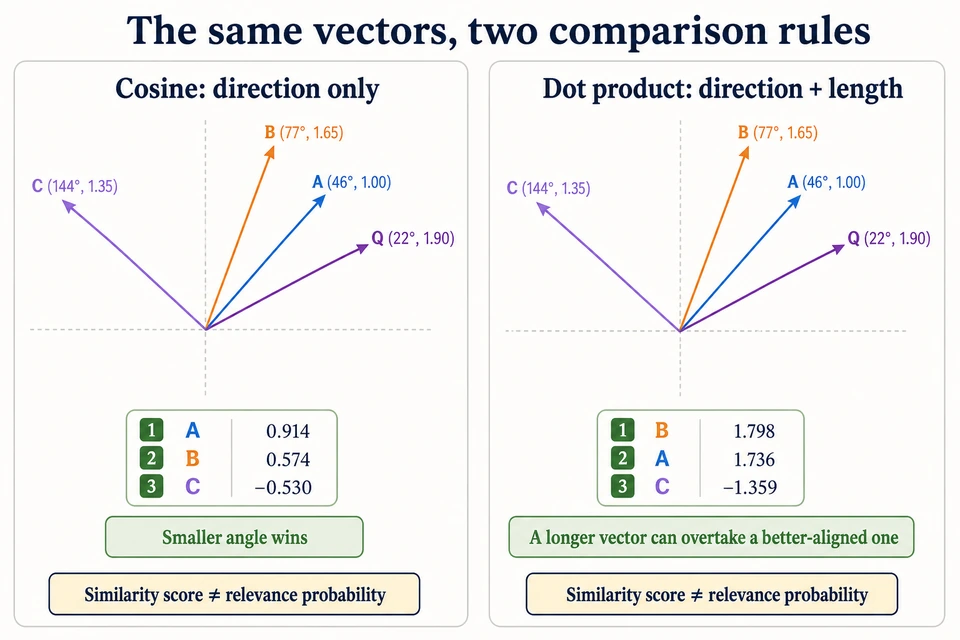 The same vectors, two comparison rules
Cosine: direction only
B (77°, 1.65)
C (144°, 1.35)
A (46°, 1.00)
Q (22°, 1.90)
1 A 0.914
2 B 0.574
3 C −0.530
Smaller angle wins
Similarity score ≠ relevance probability
Dot product: direction + length
B (77°, 1.65)
C (144°, 1.35)
A (46°, 1.00)
Q (22°, 1.90)
1 B 1.798
2 A 1.736
3 C −1.359
A longer vector can overtake a better-aligned one
Similarity score ≠ relevance probability